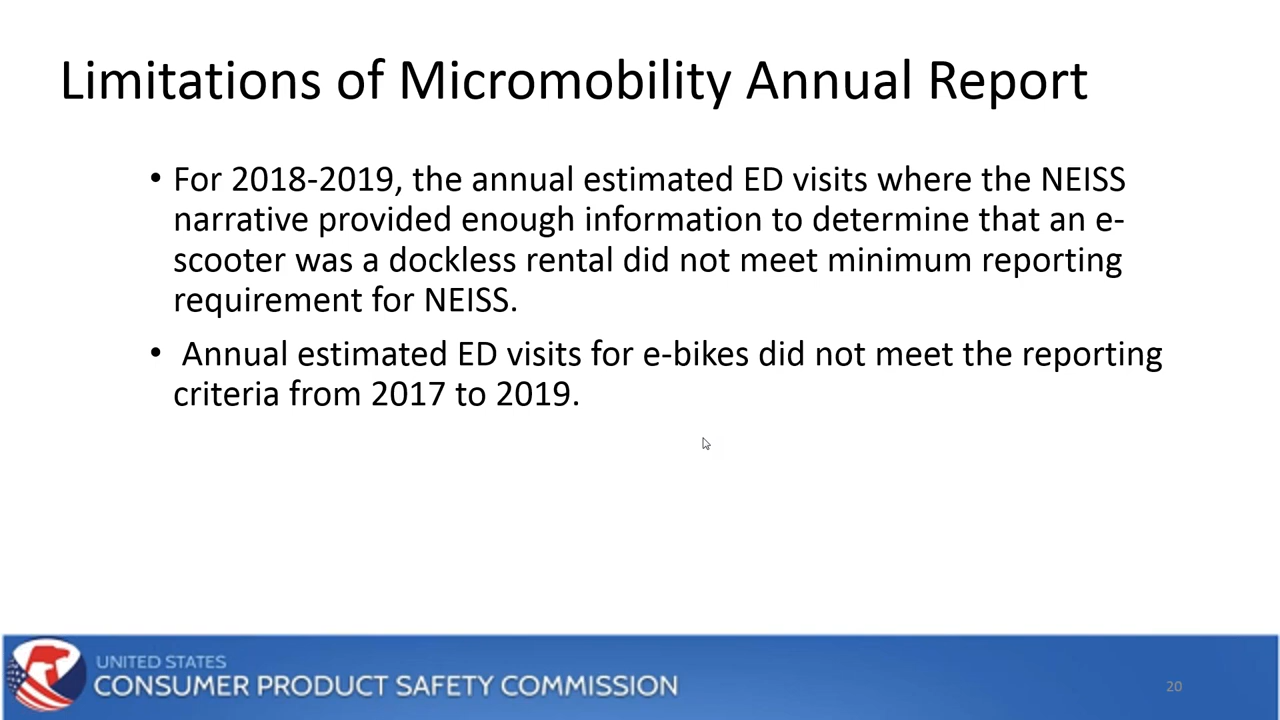 Limitations of Micromobility Annual Report
• For 2018-2019, the annual estimated ED visits where the NEISS
narrative provided enough information to determine that an e-
scooter was a dockless rental did not meet minimum reporting
requirement for NEISS.
• Annual estimated ED visits for e-bikes did not meet the reporting
criteria from 2017 to 2019.
UNITED STATES
CONSUMER PRODUCT SAFETY COMMISSION
20